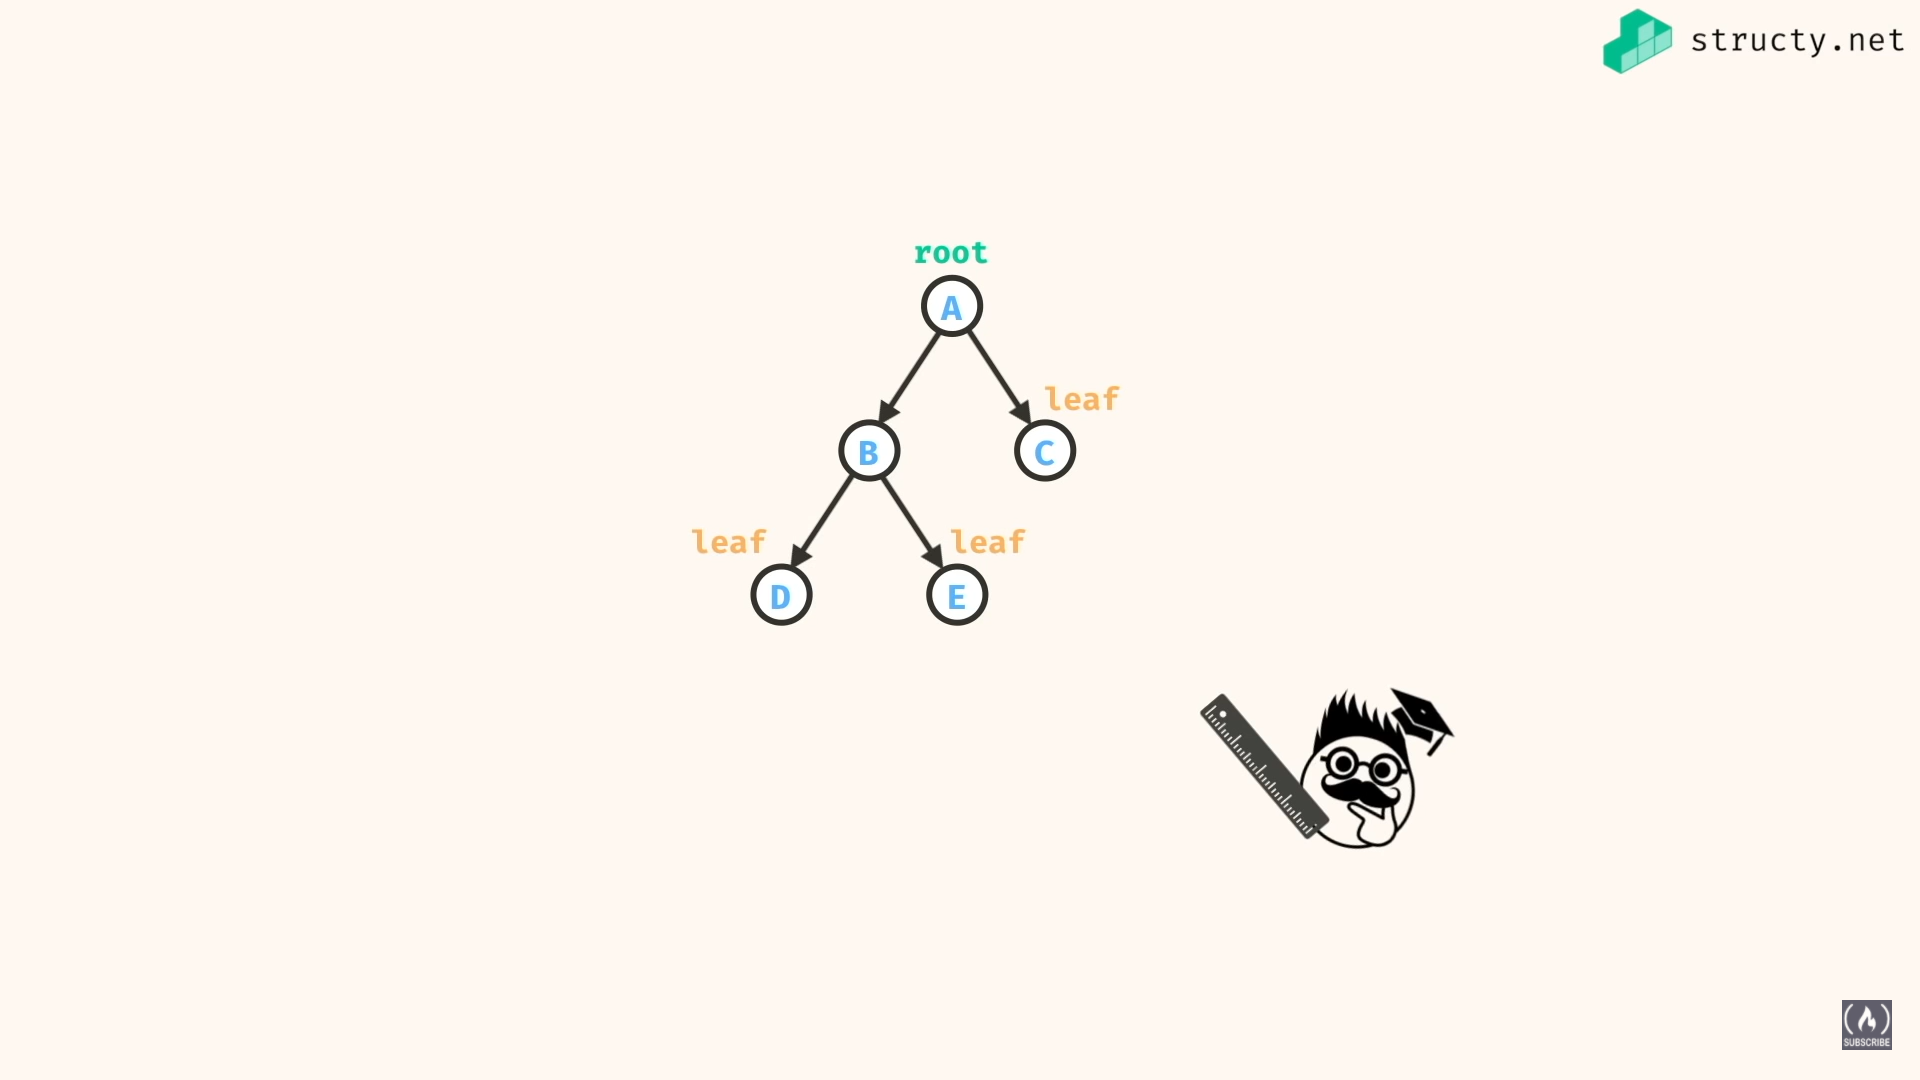 structy.net
root
A
leaf
B C
leaf leaf
D E
SUBSCRIBE